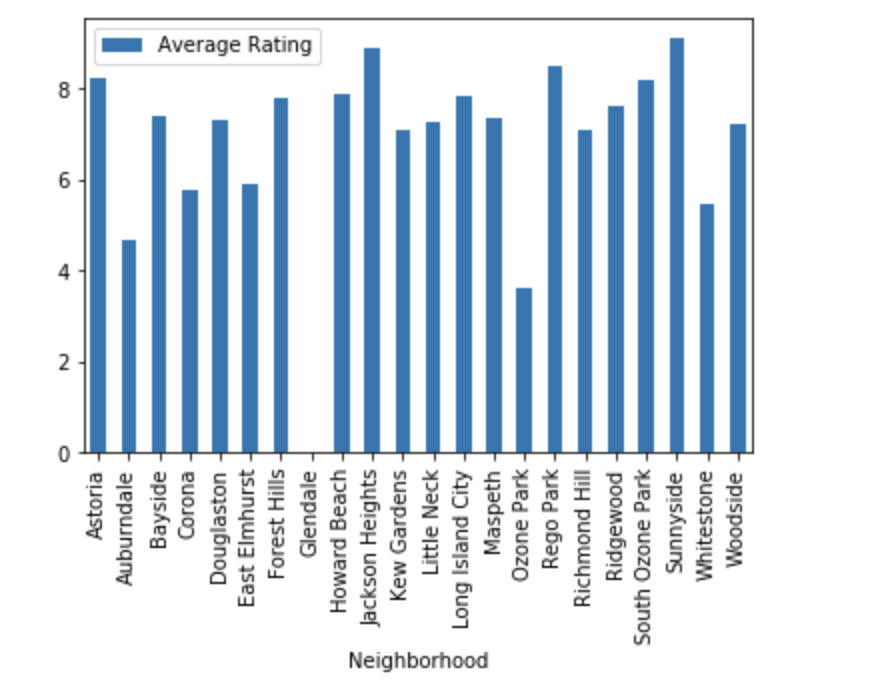 Average Rating
8
6
4
2
0
Astoria
Auburndale
Bayside
Corona
Douglaston
East Elmhurst
Forest Hills
Glendale
Howard Beach
Jackson Heights
Kew Gardens
Little Neck
Long Island City
Maspeth
Ozone Park
Rego Park
Richmond Hill
Ridgewood
South Ozone Park
Sunnyside
Whitestone
Woodside
Neighborhood